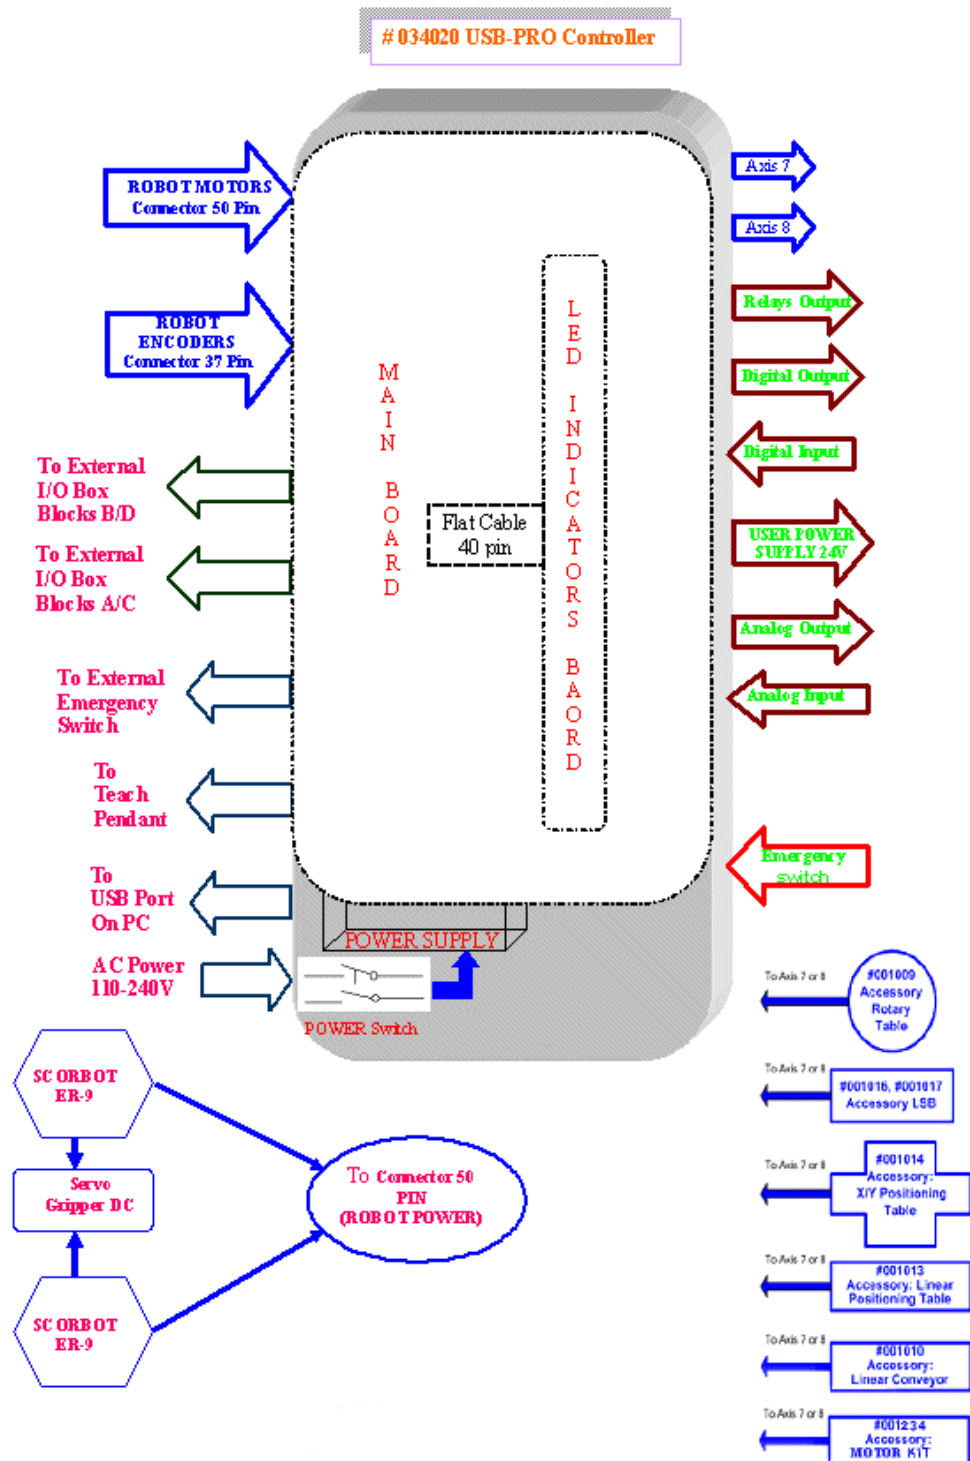 # 034020 USB-PRO Controller
ROBOT MOTORS
Connector 50 Pin
ROBOT
ENCODERS
Connector 37 Pin
To External
I/O Box
Blocks B/D
To External
I/O Box
Blocks A/C
To External
Emergency
Switch
To
Teach
Pendant
To
USB Port
On PC
AC Power
110-240V
MAIN BOARD
Flat Cable
40 pin
LED INDICATORS BAORD
POWER SUPPLY
POWER Switch
Axis 7
Axis 8
Relays Output
Digital Output
Digital Input
USER POWER
SUPPLY 24V
Analog Output
Analog Input
Emergency
switch
SCORBOT
ER-9
Servo
Gripper DC
SCORBOT
ER-9
To Connector 50
PIN
(ROBOT POWER)
To Axis 7 or 8
#001009
Accessory
Rotary
Table
To Axis 7 or 8
#001016, #001017
Accessory LSB
To Axis 7 or 8
#001014
Accessory:
X/Y Positioning
Table
To Axis 7 or 8
#001013
Accessory: Linear
Positioning Table
To Axis 7 or 8
#001010
Accessory:
Linear Conveyor
To Axis 7 or 8
#001234
Accessory:
MOTOR KIT